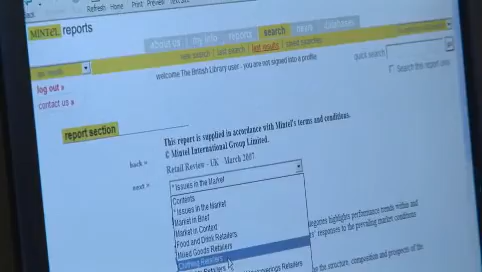 Back
Refresh Home Print Preview
MINTEL reports
about us | my info | reports | search | news |
new search | last search | last results | saved searches
log out »
contact us »
welcome The British Library user - you are not signed into a profile
quick search
Search this report only
report section
This report is supplied in accordance with Mintel's terms and conditions.
© Mintel International Group Limited.
back »
Retail Review - UK March 2007
next »
* Issues in the Market
Contents
* Issues in the Market
Market in Brief
Market in Context
Food and Drink Retailers
Mixed Goods Retailers
Clothing Retailers
Retailers
Retailers
highlights performance trends within and
responses to the prevailing market conditions
the structure, composition and prospects of the